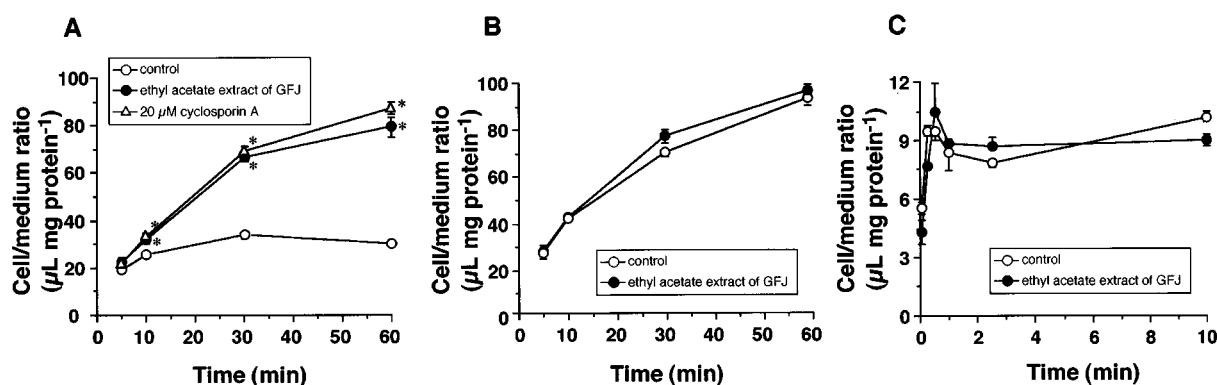 A
control
ethyl acetate extract of GFJ
20 µM cyclosporin A
Cell/medium ratio
(µL mg protein⁻¹)
100
80
60
40
20
0
*
*
*
*
*
*
0 10 20 30 40 50 60
Time (min)
B
Cell/medium ratio
(µL mg protein⁻¹)
100
80
60
40
20
0
control
ethyl acetate extract of GFJ
0 10 20 30 40 50 60
Time (min)
C
Cell/medium ratio
(µL mg protein⁻¹)
12
9
6
3
0
control
ethyl acetate extract of GFJ
0 2 4 6 8 10
Time (min)